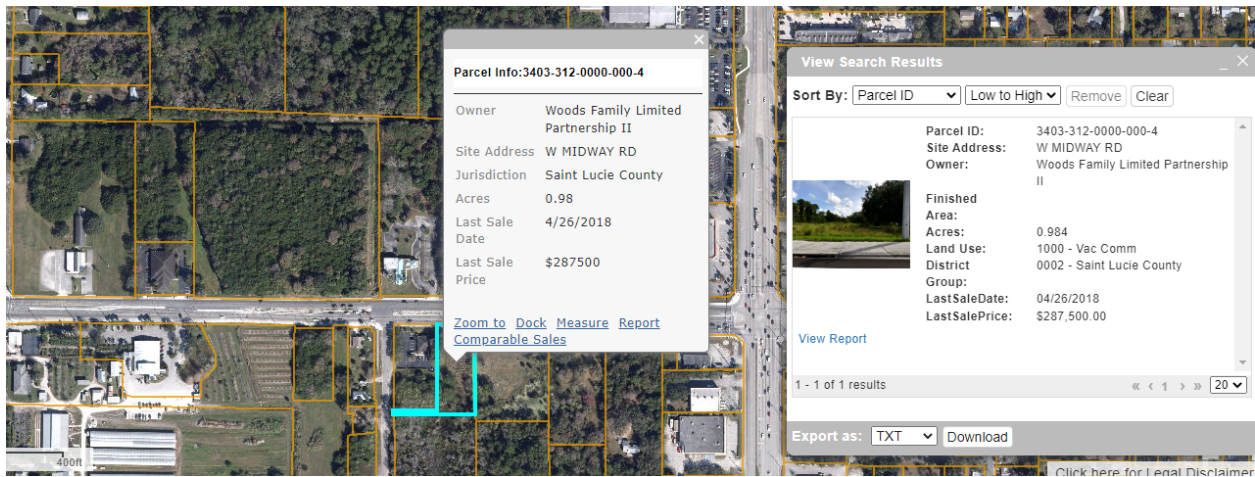 Parcel Info:3403-312-0000-000-4
Owner Woods Family Limited
Partnership II
Site Address W MIDWAY RD
Jurisdiction Saint Lucie County
Acres 0.98
Last Sale 4/26/2018
Date
Last Sale $287500
Price
Zoom to Dock Measure Report
Comparable Sales
400ft
View Search Results
Sort By: Parcel ID Low to High Remove Clear
Parcel ID: 3403-312-0000-000-4
Site Address: W MIDWAY RD
Owner: Woods Family Limited Partnership
II
Finished
Area:
Acres: 0.984
Land Use: 1000 - Vac Comm
District 0002 - Saint Lucie County
Group:
LastSaleDate: 04/26/2018
LastSalePrice: $287,500.00
View Report
1 - 1 of 1 results « ‹ 1 › » 20
Export as: TXT Download
Click here for Legal Disclaimer